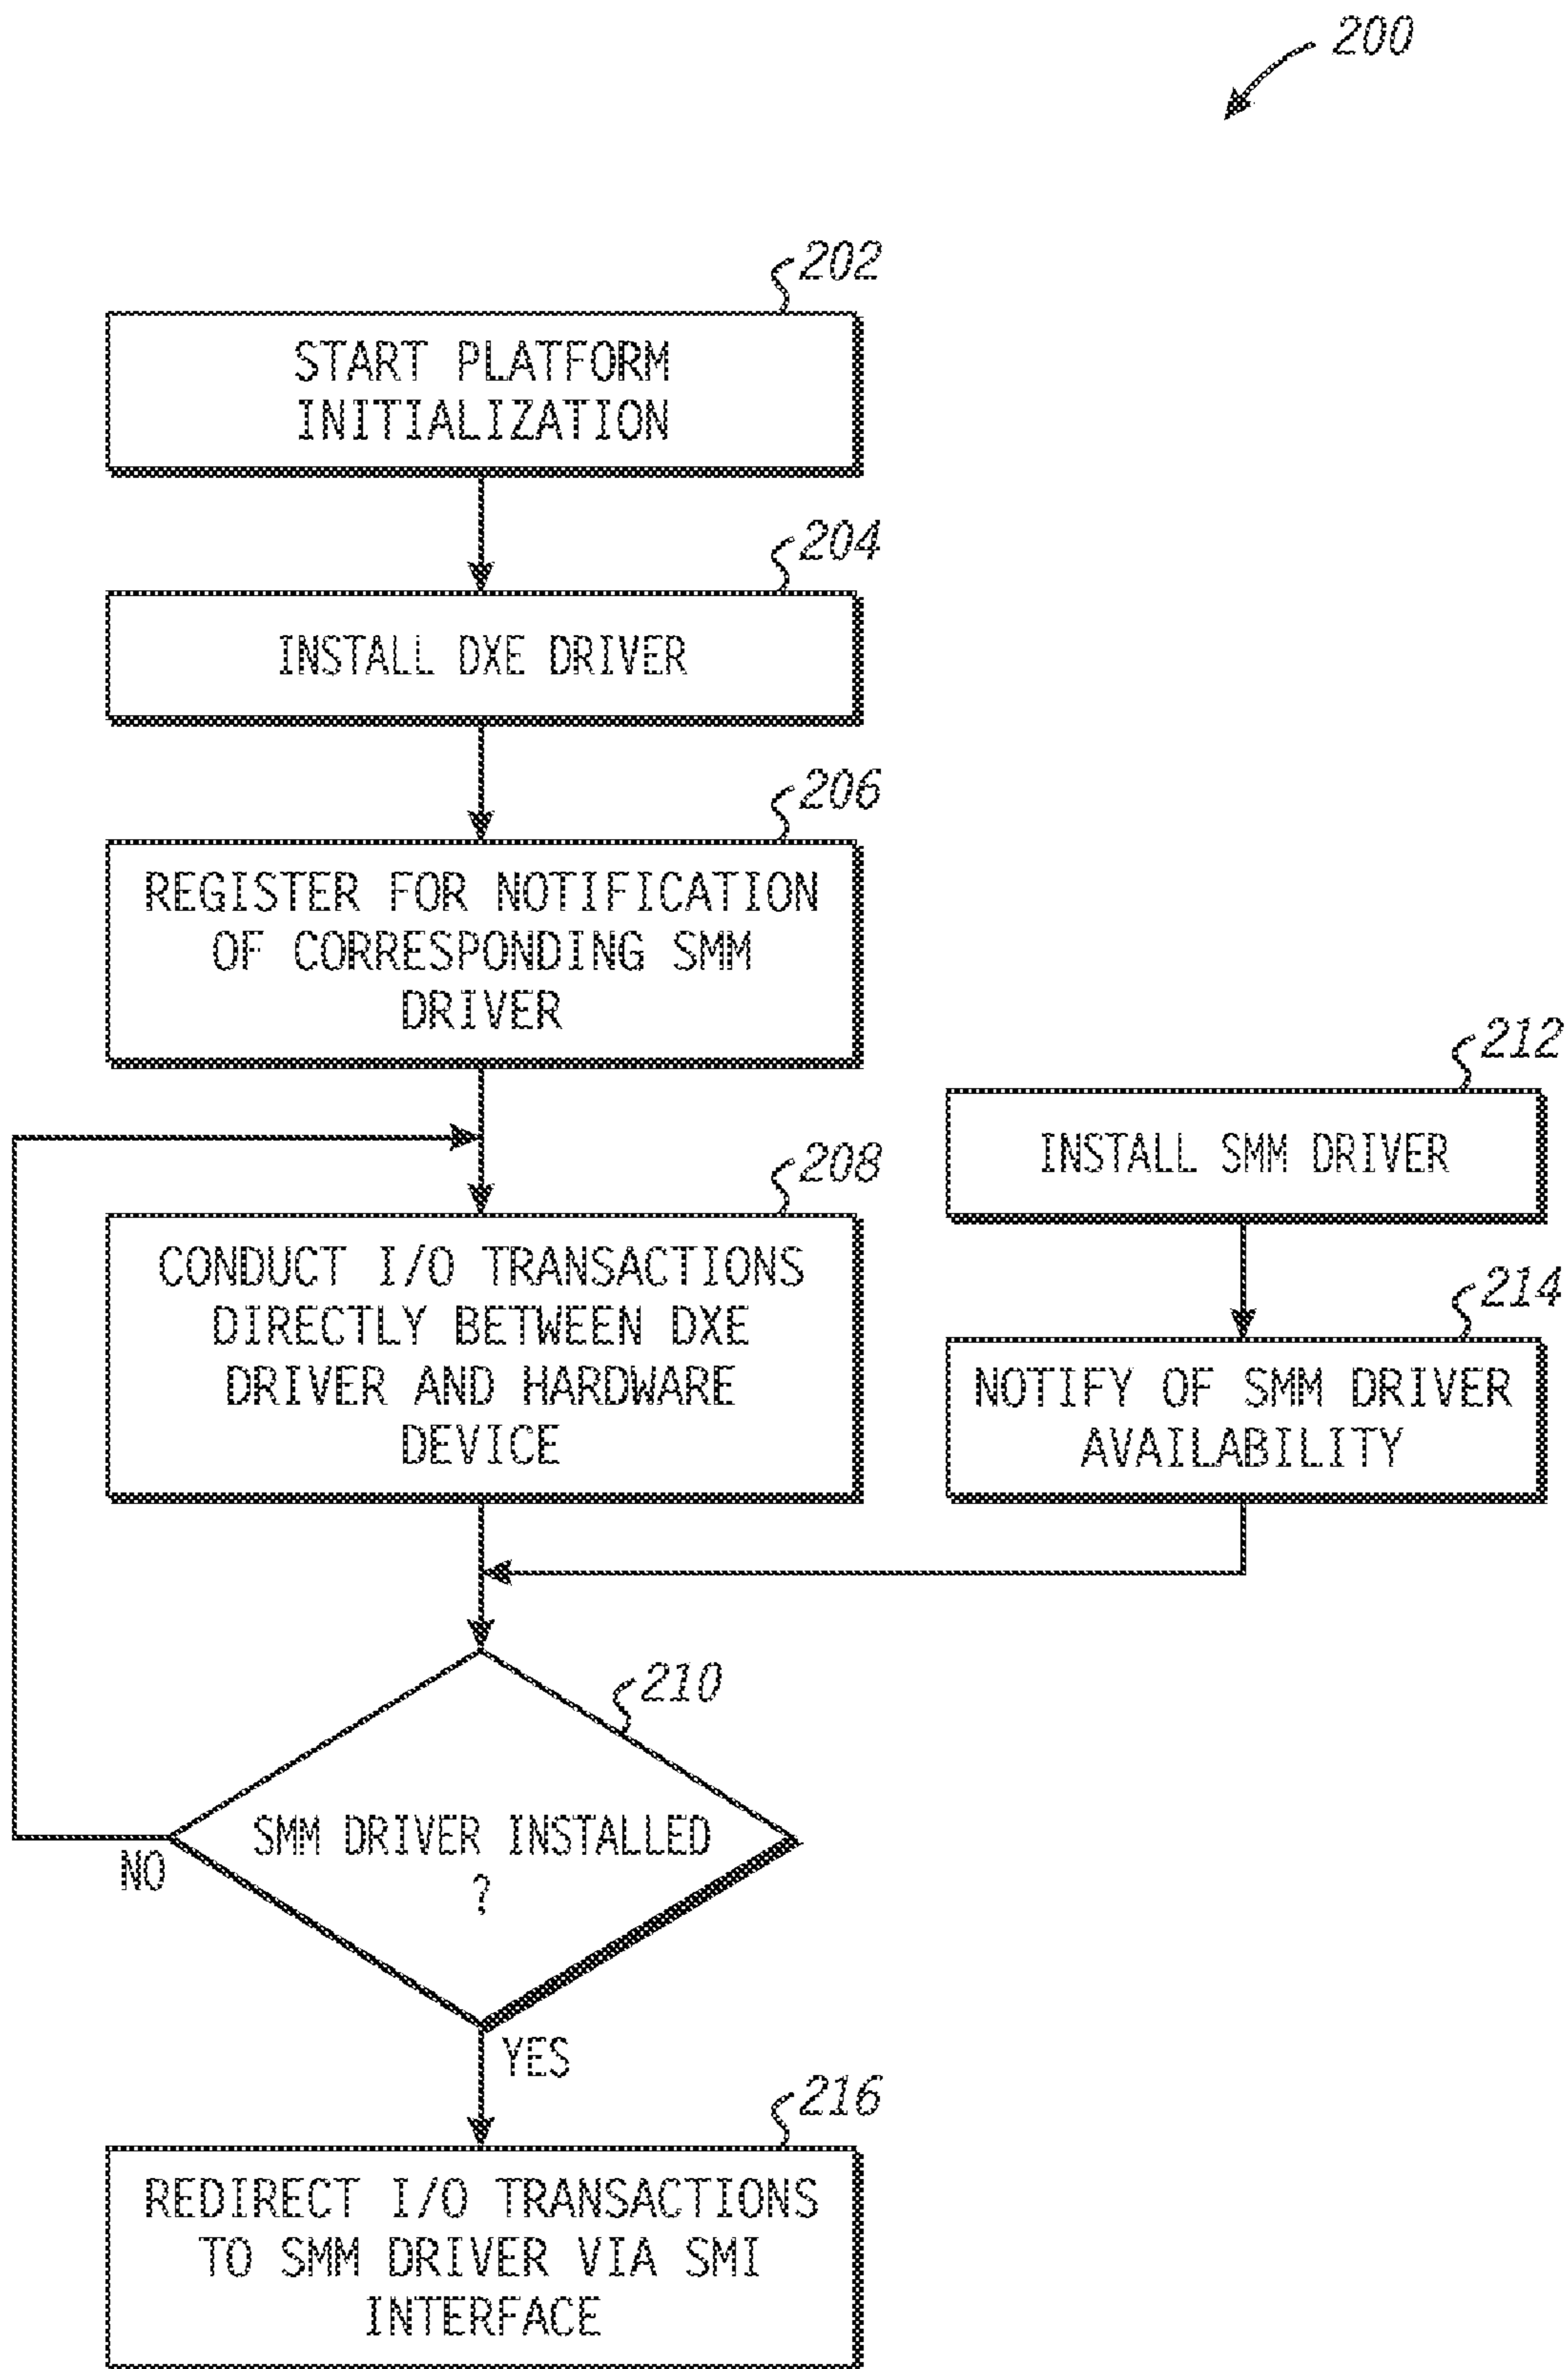 200
202
START PLATFORM
INITIALIZATION
204
INSTALL DXE DRIVER
206
REGISTER FOR NOTIFICATION
OF CORRESPONDING SMM
DRIVER
208
CONDUCT I/O TRANSACTIONS
DIRECTLY BETWEEN DXE
DRIVER AND HARDWARE
DEVICE
212
INSTALL SMM DRIVER
214
NOTIFY OF SMM DRIVER
AVAILABILITY
210
SMM DRIVER INSTALLED
?
NO
YES
216
REDIRECT I/O TRANSACTIONS
TO SMM DRIVER VIA SMI
INTERFACE